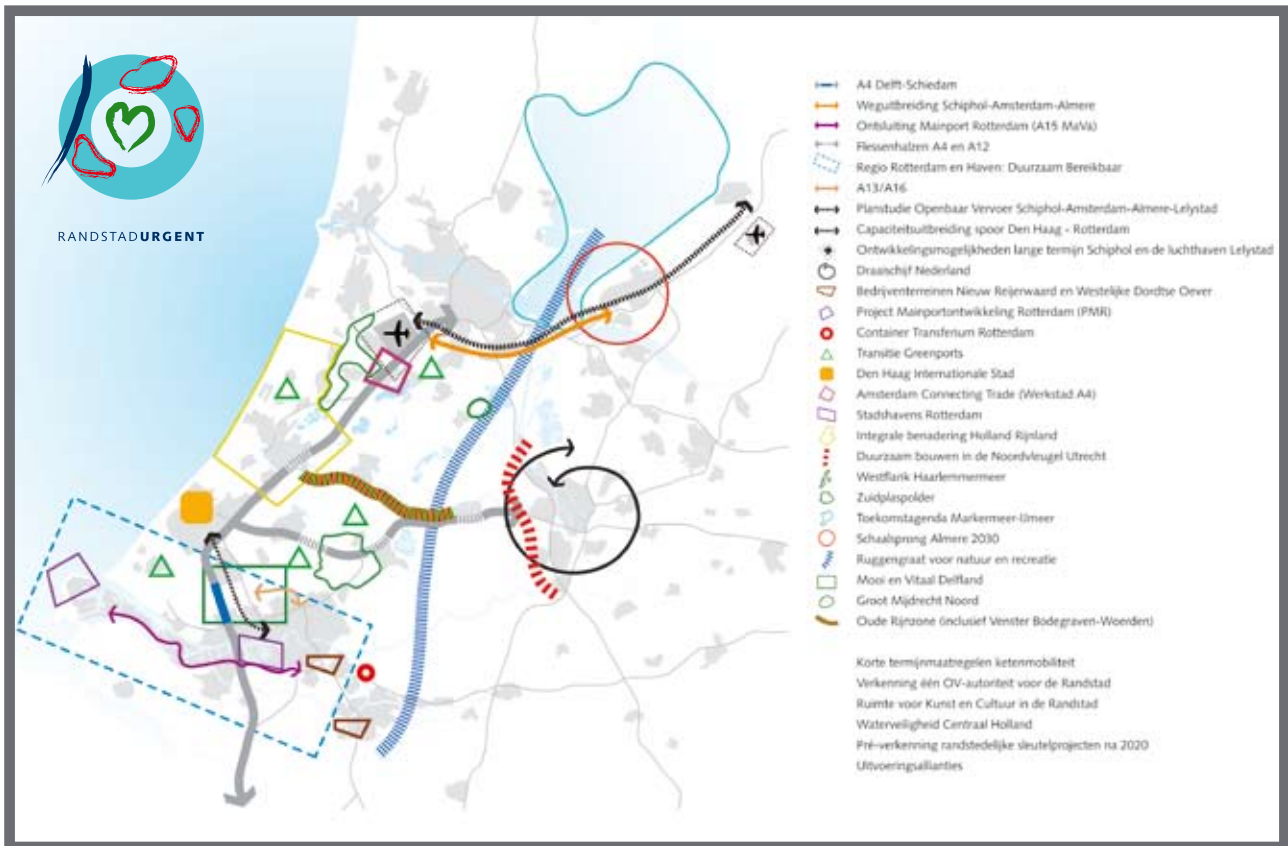 RANDSTADURGENT
A4 Delft-Schiedam
Weguitbreiding Schiphol-Amsterdam-Almere
Ontsluiting Mainport Rotterdam (A15 MaVa)
Flessenhalzen A4 en A12
Regio Rotterdam en Haven: Duurzaam Bereikbaar
A13/A16
Planstudie Openbaar Vervoer Schiphol-Amsterdam-Almere-Lelystad
Capaciteitsuitbreiding spoor Den Haag - Rotterdam
Ontwikkelingsmogelijkheden lange termijn Schiphol en de luchthaven Lelystad
Draaischijf Nederland
Bedrijventerreinen Nieuw Reijerwaard en Westelijke Dordtse Oever
Project Mainportontwikkeling Rotterdam (PMR)
Container Transferium Rotterdam
Transitie Greenports
Den Haag Internationale Stad
Amsterdam Connecting Trade (Werkstad A4)
Stadshavens Rotterdam
Integrale benadering Holland Rijnland
Duurzaam bouwen in de Noordvleugel Utrecht
Westflank Haarlemmermeer
Zuidplaspolder
Toekomstagenda Markermeer-IJmeer
Schaalsprong Almere 2030
Ruggengraat voor natuur en recreatie
Mooi en Vitaal Delfland
Groot Mijdrecht Noord
Oude Rijnzone (inclusief Venster Bodegraven-Woerden)
Korte termijnmaatregelen ketenmobiliteit
Verkenning één OV-autoriteit voor de Randstad
Ruimte voor Kunst en Cultuur in de Randstad
Waterveiligheid Centraal Holland
Pré-verkenning randstedelijke sleutelprojecten na 2020
Uitvoeringsallianties